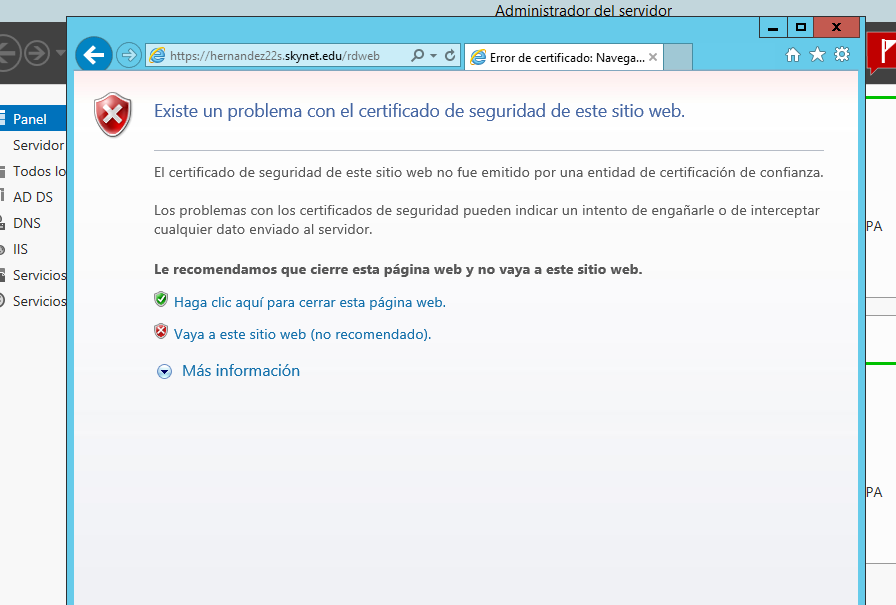 Administrador del servidor
https://hernandez22s.skynet.edu/rdweb
Error de certificado: Navega...
Panel
Servidor
Todos lo
AD DS
DNS
IIS
Servicios
Servicios
Existe un problema con el certificado de seguridad de este sitio web.
El certificado de seguridad de este sitio web no fue emitido por una entidad de certificación de confianza.
Los problemas con los certificados de seguridad pueden indicar un intento de engañarle o de interceptar
cualquier dato enviado al servidor.
Le recomendamos que cierre esta página web y no vaya a este sitio web.
Haga clic aquí para cerrar esta página web.
Vaya a este sitio web (no recomendado).
Más información
PA
PA